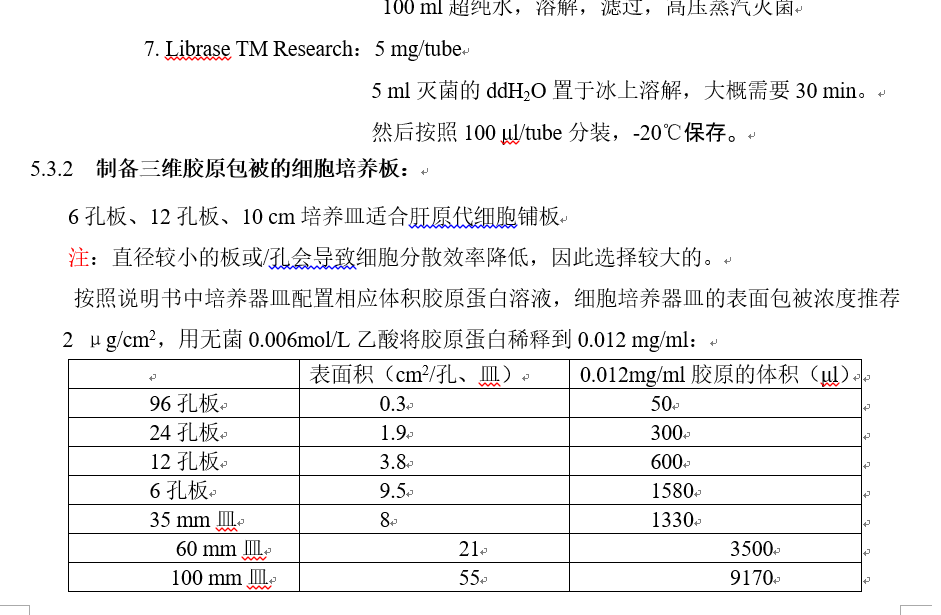 100 ml 超纯水，溶解，滤过，高压蒸汽灭菌
7. Librase TM Research：5 mg/tube
5 ml 灭菌的 ddH₂O 置于冰上溶解，大概需要 30 min。
然后按照 100 μl/tube 分装，-20℃保存。
5.3.2 制备三维胶原包被的细胞培养板：
6 孔板、12 孔板、10 cm 培养皿适合肝原代细胞铺板
注：直径较小的板或/孔会导致细胞分散效率降低，因此选择较大的。
按照说明书中培养器皿配置相应体积胶原蛋白溶液，细胞培养器皿的表面包被浓度推荐
2 μg/cm²，用无菌 0.006mol/L 乙酸将胶原蛋白稀释到 0.012 mg/ml：
表面积（cm²/孔、皿） 0.012mg/ml 胶原的体积（μl）
96 孔板 0.3 50
24 孔板 1.9 300
12 孔板 3.8 600
6 孔板 9.5 1580
35 mm 皿 8 1330
60 mm 皿 21 3500
100 mm 皿 55 9170